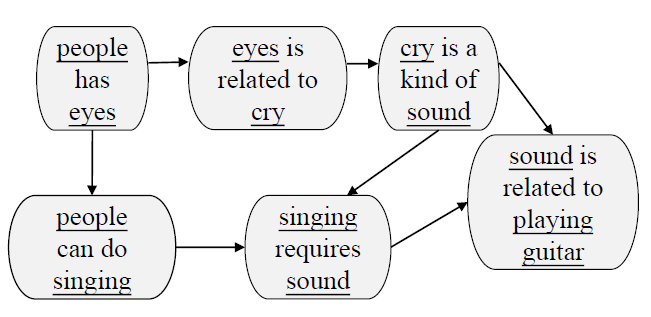 people
has
eyes
eyes is
related to
cry
cry is a
kind of
sound
sound is
related to
playing
guitar
people
can do
singing
singing
requires
sound